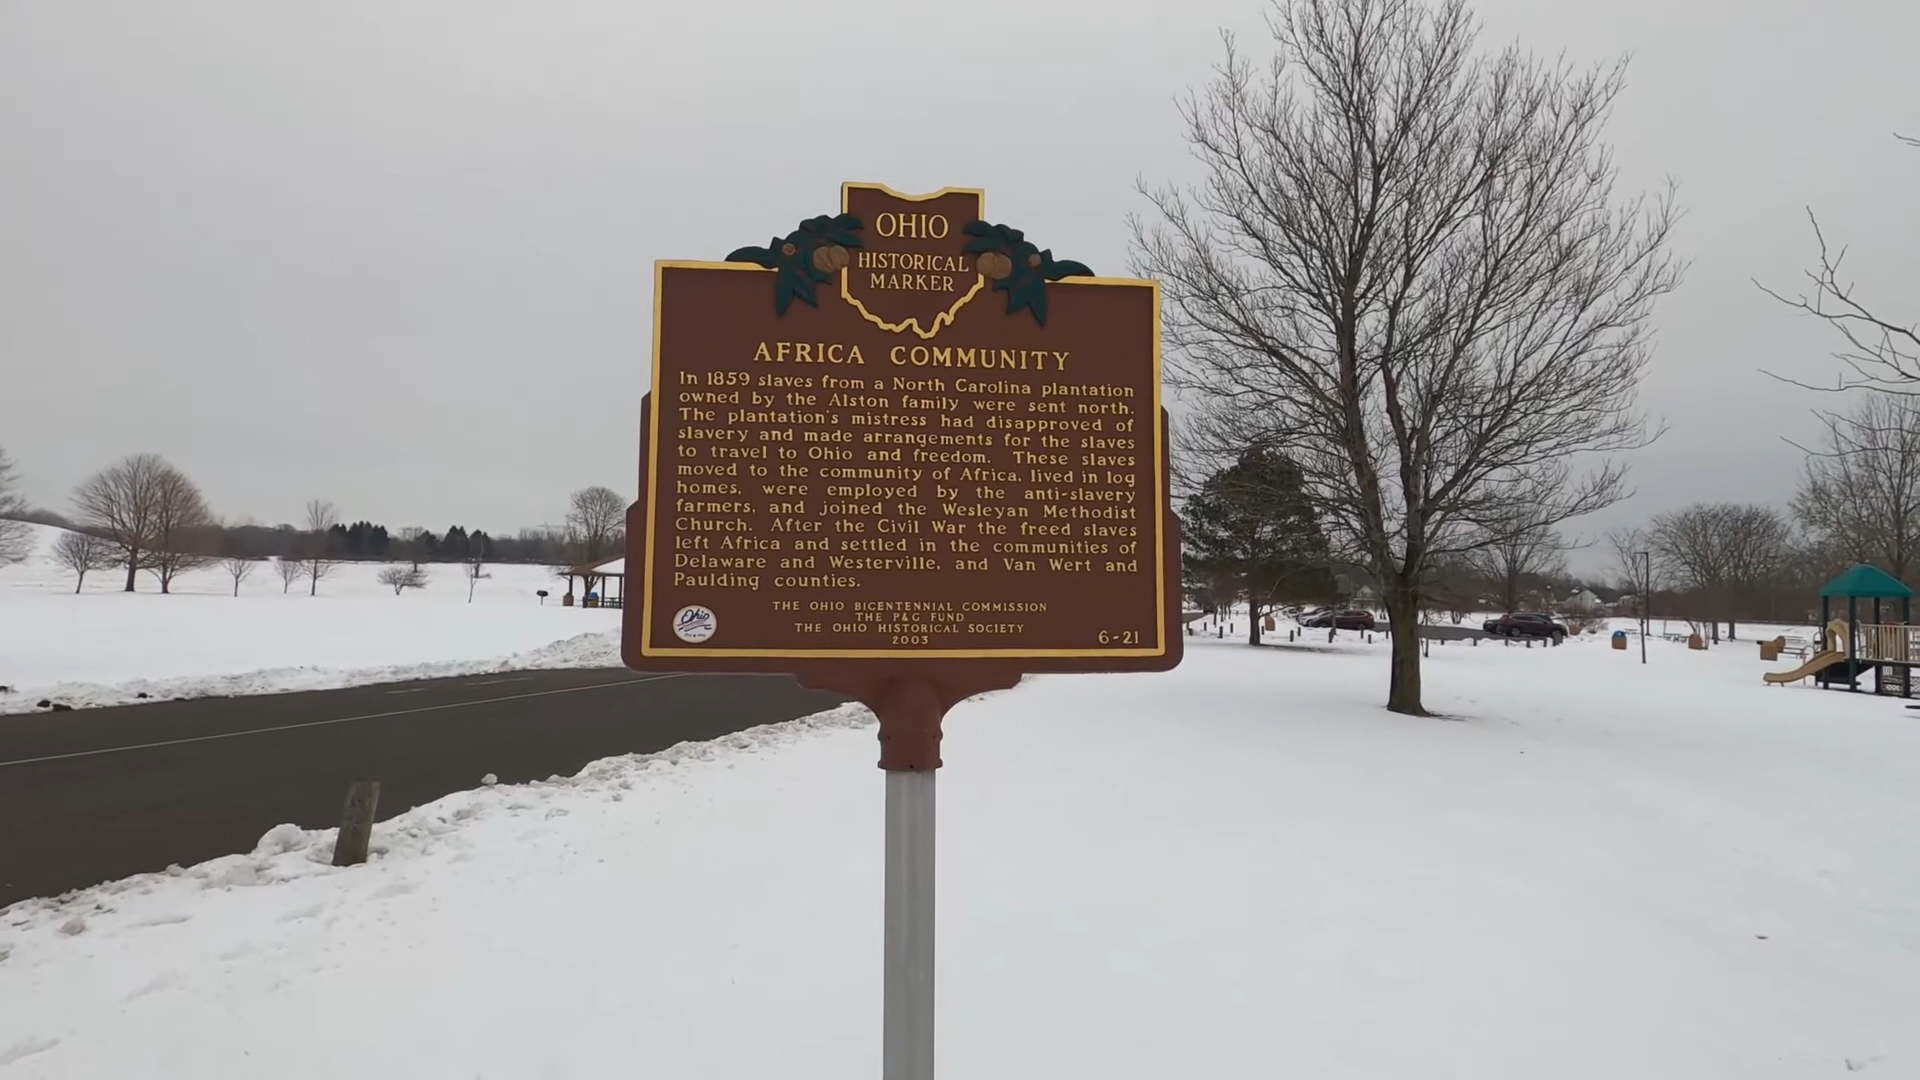 OHIO
HISTORICAL
MARKER
AFRICA COMMUNITY
In 1859 slaves from a North Carolina plantation
owned by the Alston family were sent north.
The plantation's mistress had disapproved of
slavery and made arrangements for the slaves
to travel to Ohio and freedom. These slaves
moved to the community of Africa, lived in log
homes, were employed by the anti-slavery
farmers, and joined the Wesleyan Methodist
Church. After the Civil War the freed slaves
left Africa and settled in the communities of
Delaware and Westerville, and Van Wert and
Paulding counties.
THE OHIO BICENTENNIAL COMMISSION
THE P&G FUND
THE OHIO HISTORICAL SOCIETY
2003
6-21
Ohio